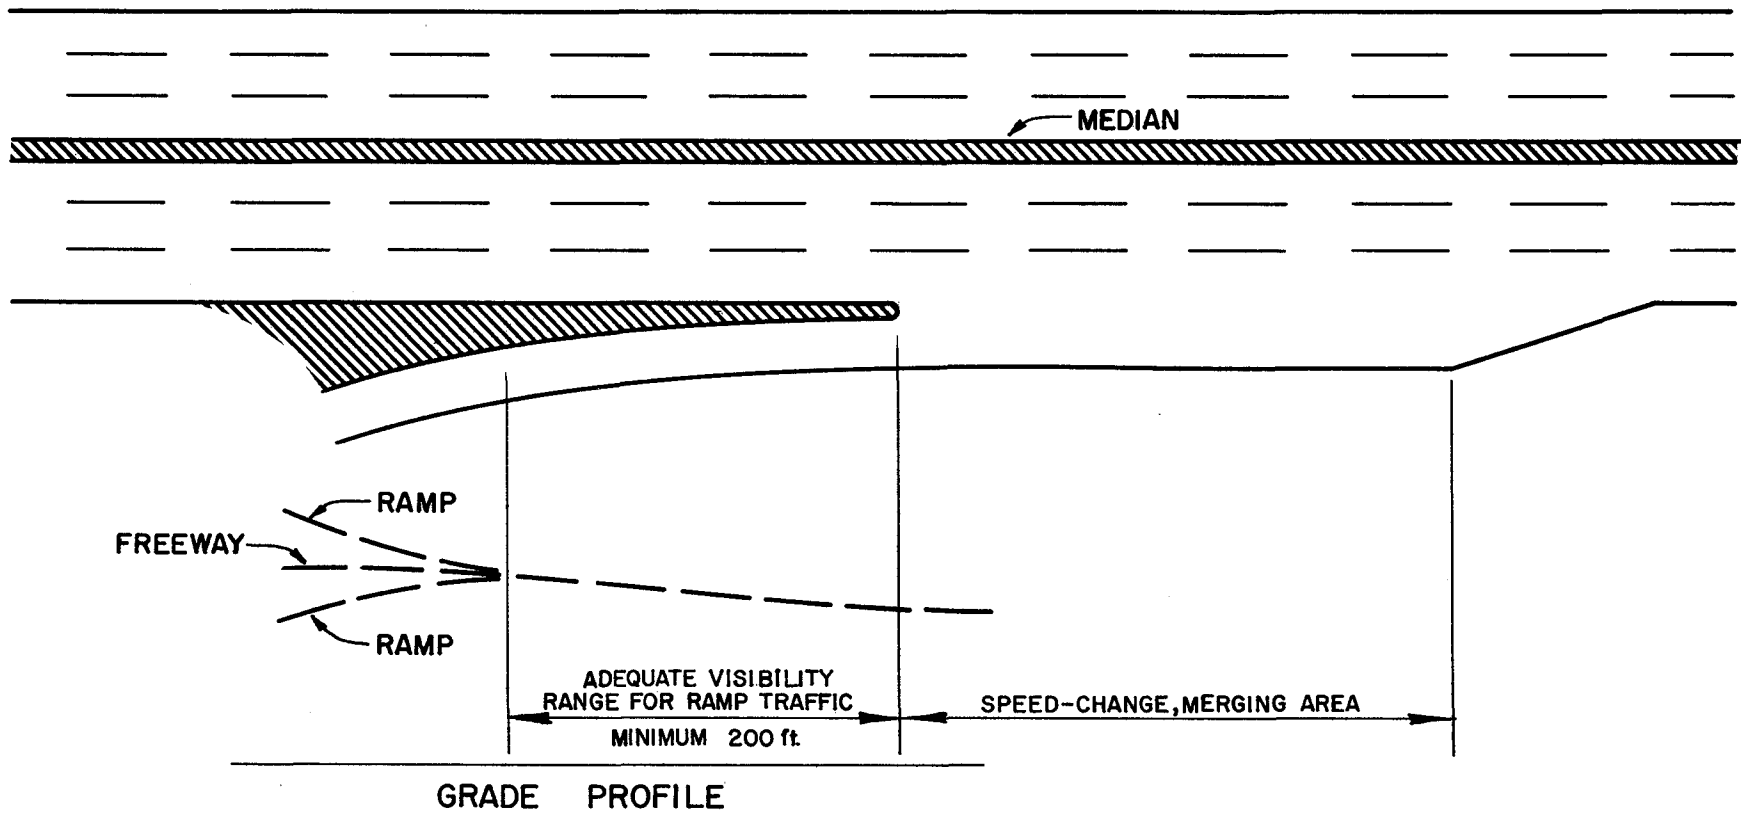 MEDIAN
RAMP
FREEWAY
RAMP
ADEQUATE VISIBILITY
RANGE FOR RAMP TRAFFIC
MINIMUM 200 ft.
SPEED-CHANGE, MERGING AREA
GRADE PROFILE